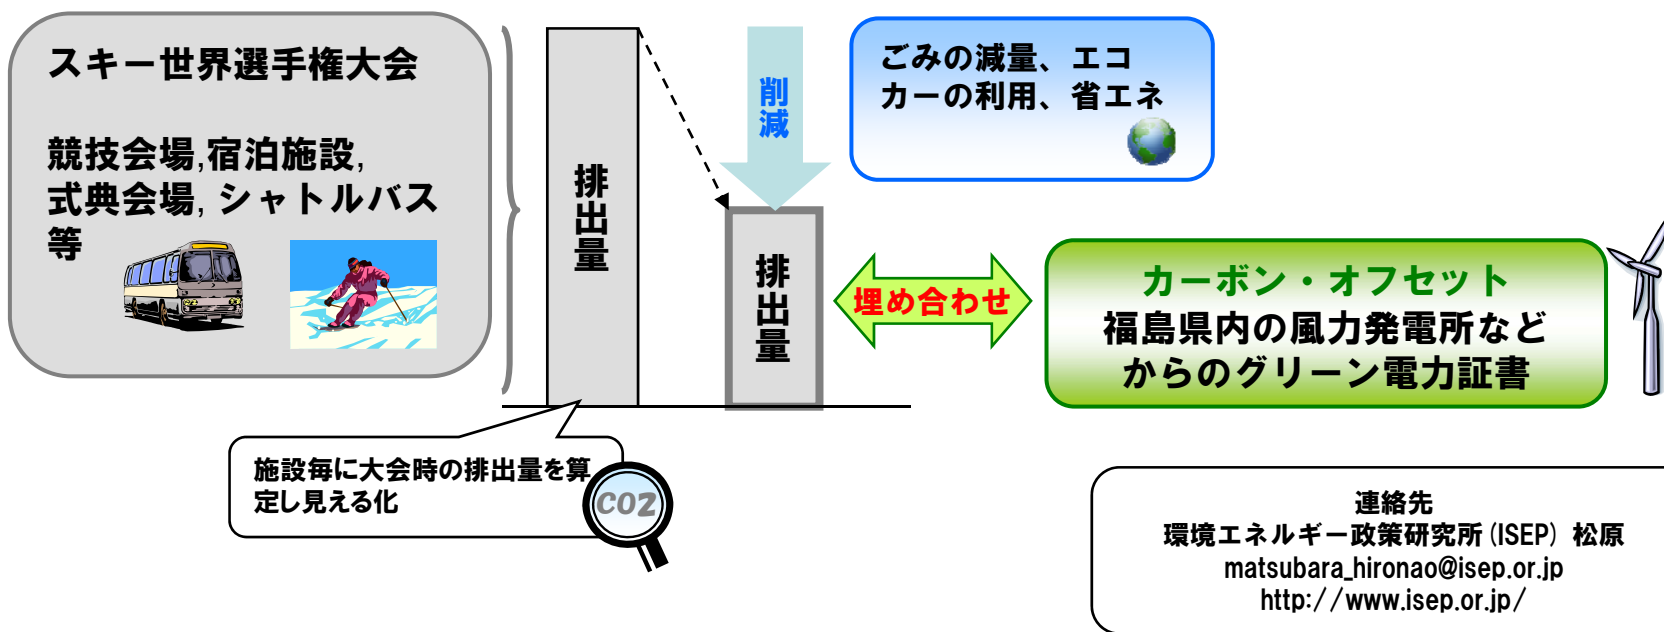 スキー世界選手権大会
競技会場,宿泊施設,
式典会場, シャトルバス
等
排出量
削減
排出量
ごみの減量、エコ
カーの利用、省エネ
埋め合わせ
カーボン・オフセット
福島県内の風力発電所など
からのグリーン電力証書
施設毎に大会時の排出量を算
定し見える化
CO2
連絡先
環境エネルギー政策研究所(ISEP) 松原
matsubara_hironao@isep.or.jp
http://www.isep.or.jp/